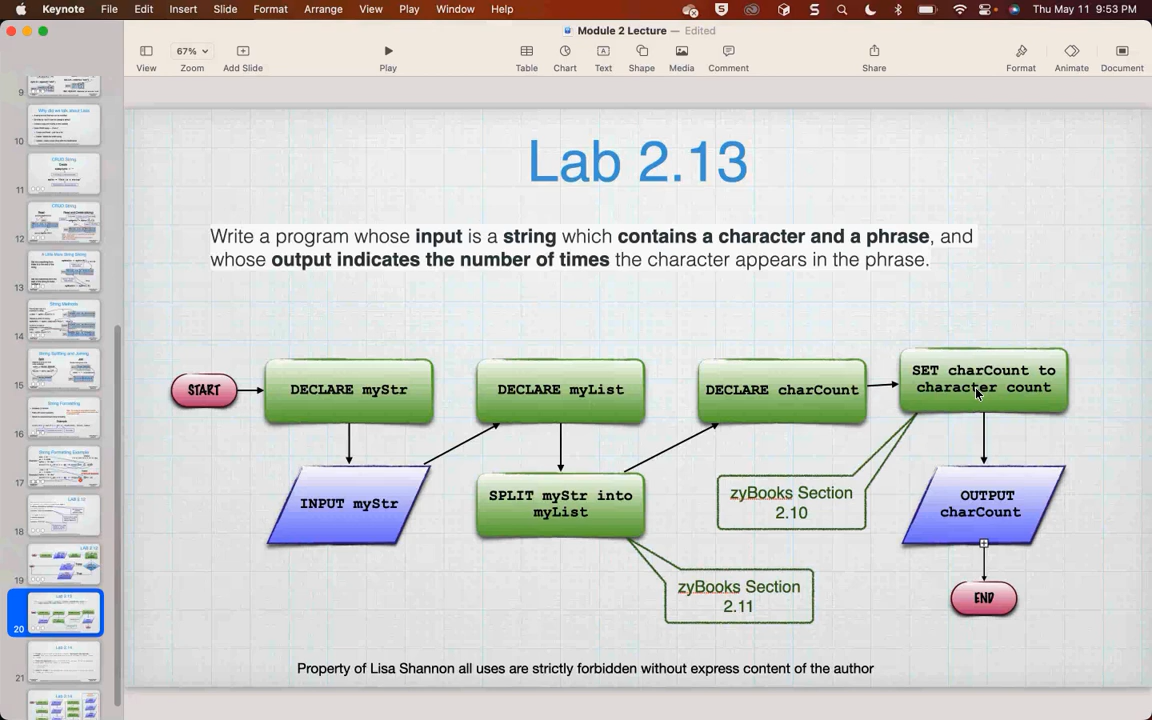 Keynote File Edit Insert Slide Format Arrange View Play Window Help Thu May 11 9:53 PM
Module 2 Lecture — Edited
67%
View Zoom Add Slide Play Table Chart Text Shape Media Comment Share Format Animate Document
9
10
11
12
13
14
15
16
17
18
19
20
21
Lab 2.13
Write a program whose input is a string which contains a character and a phrase, and
whose output indicates the number of times the character appears in the phrase.
START
DECLARE myStr
INPUT myStr
DECLARE myList
SPLIT myStr into
myList
zyBooks Section
2.11
DECLARE charCount
SET charCount to
character count
zyBooks Section
2.10
OUTPUT
charCount
END
Property of Lisa Shannon all uses are strictly forbidden without express content of the author